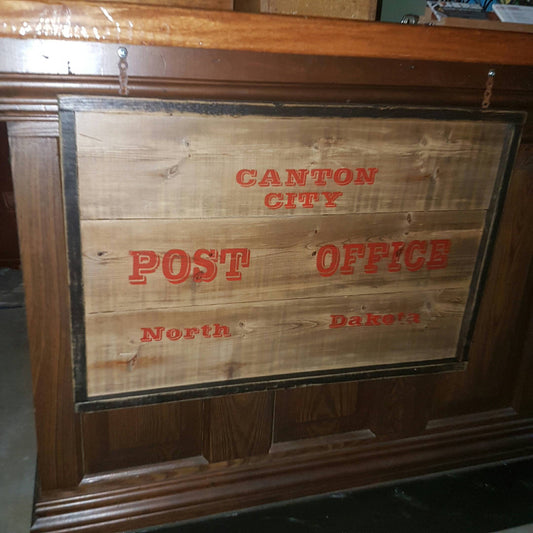 CANTON
CITY
POST OFFICE
North Dakota